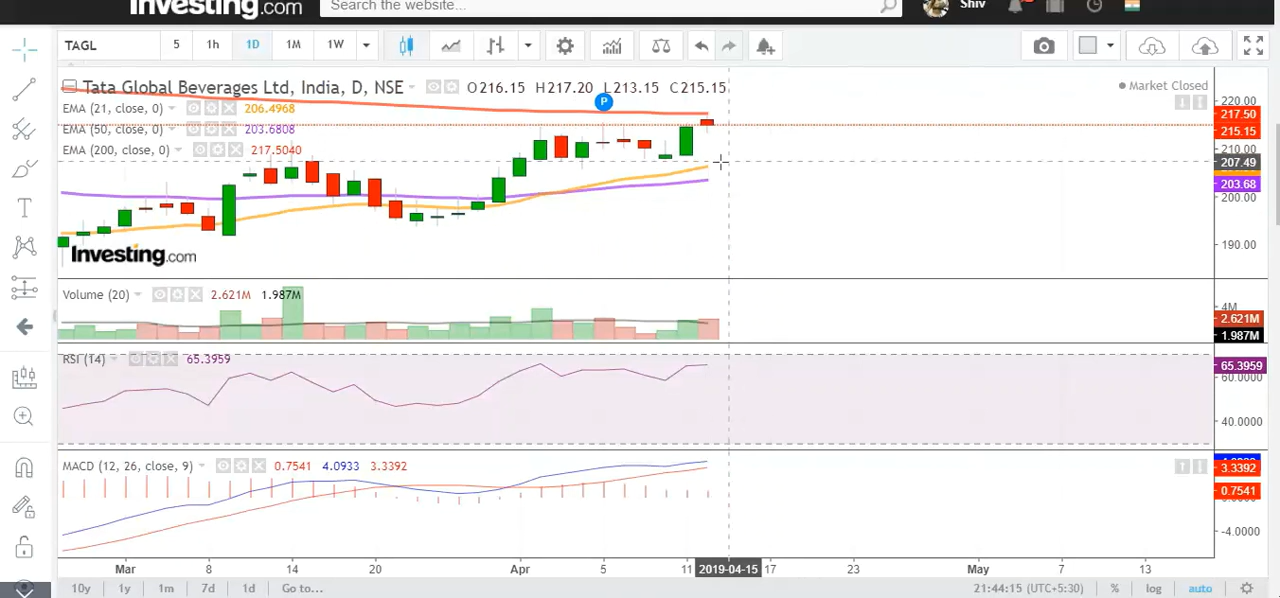 Investing.com
Search the website...
Shiv
TAGL
5
1h
1D
1M
1W
Tata Global Beverages Ltd, India, D, NSE
O216.15 H217.20 L213.15 C215.15
Market Closed
EMA (21, close, 0) 206.4968
EMA (50, close, 0) 203.6808
EMA (200, close, 0) 217.5040
P
220.00
217.50
215.15
210.00
207.49
203.68
200.00
190.00
Investing.com
Volume (20) 2.621M 1.987M
4M
2.621M
1.987M
RSI (14) 65.3959
65.3959
60.0000
40.0000
MACD (12, 26, close, 9) 0.7541 4.0933 3.3392
3.3392
0.7541
-4.0000
Mar 8 14 20 Apr 5 11 2019-04-15 17 23 May 7 13
10y 1y 1m 7d 1d Go to...
21:44:15 (UTC+5:30) % log auto